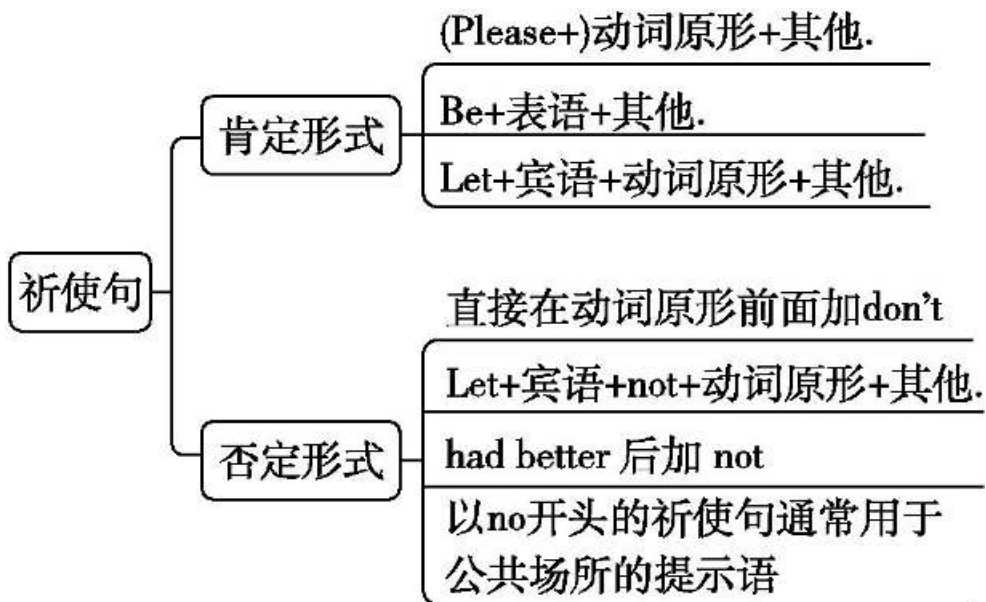 祈使句
肯定形式
(Please+)动词原形+其他.
Be+表语+其他.
Let+宾语+动词原形+其他.
否定形式
直接在动词原形前面加don't
Let+宾语+not+动词原形+其他.
had better 后加 not
以no开头的祈使句通常用于
公共场所的提示语